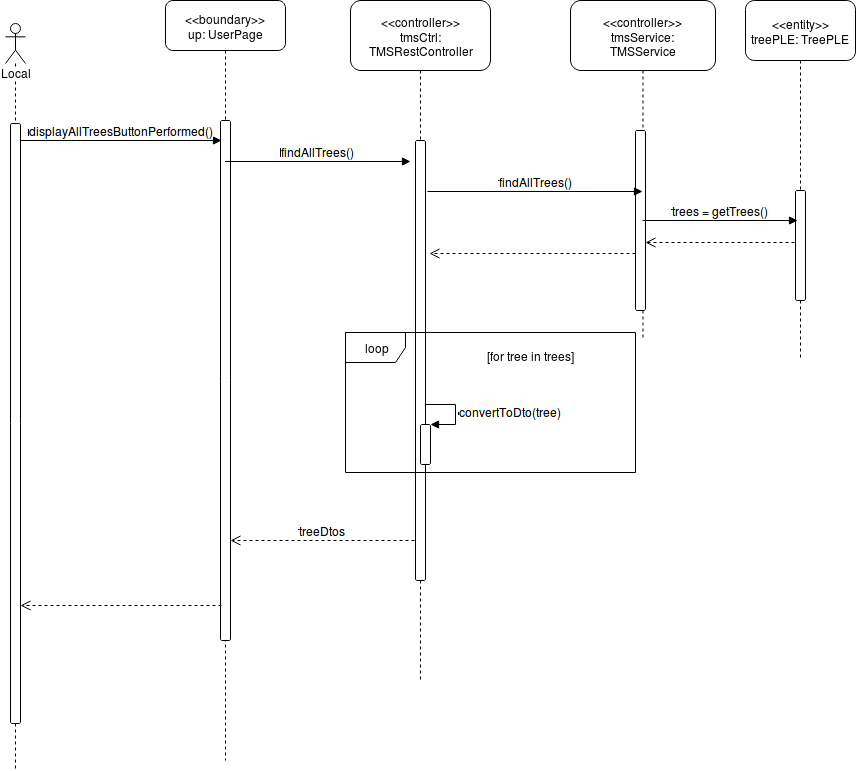 <<boundary>>
up: UserPage
<<controller>>
tmsCtrl:
TMSRestController
<<controller>>
tmsService:
TMSService
<<entity>>
treePLE: TreePLE
Local
displayAllTreesButtonPerformed()
findAllTrees()
findAllTrees()
trees = getTrees()
loop
[for tree in trees]
convertToDto(tree)
treeDtos